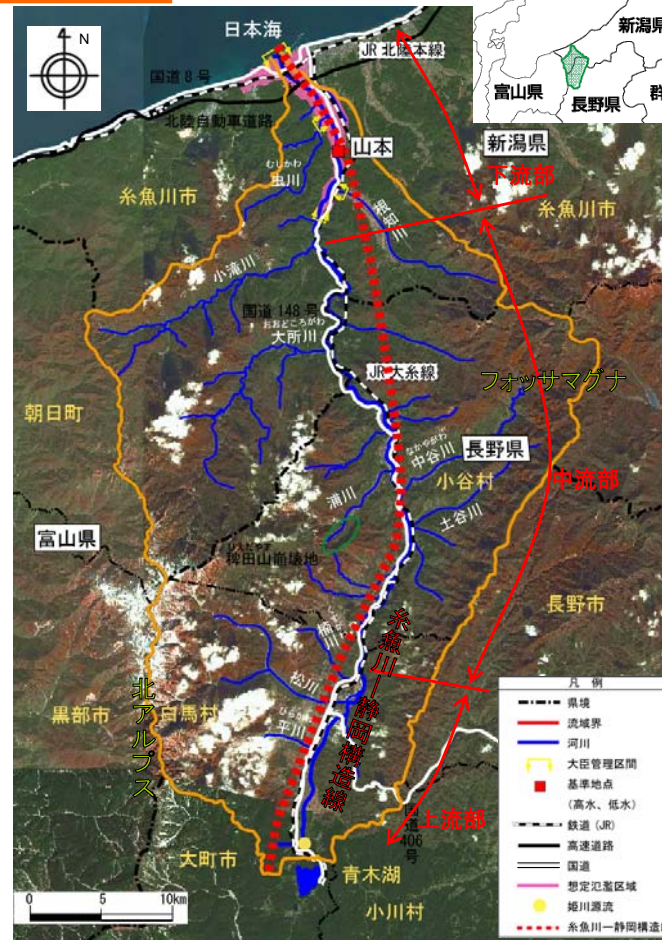 N
日本海
JR 北陸本線
国道 8 号
北陸自動車道路
新潟県
富山県
長野県
群
山本
新潟県
下流部
むしかわ
虫川
糸魚川市
根知川
糸魚川市
小滝川
国道 148 号
おおどころがわ
大所川
JR 大糸線
フォッサマグナ
朝日町
なかやがわ
中谷川
長野県
小谷村
中流部
浦川
土谷川
富山県
稗田山崩壊地
長野市
糸魚川―静岡構造線
楠川
松川
北アルプス
黒部市
白馬村
ひらかわ
平川
上流部
国道
406
号
大町市
青木湖
小川村
0 5 10km
凡 例
県境
流域界
河川
大臣管理区間
基準地点
(高水、低水)
鉄道 (JR)
高速道路
国道
想定氾濫区域
姫川源流
糸魚川―静岡構造